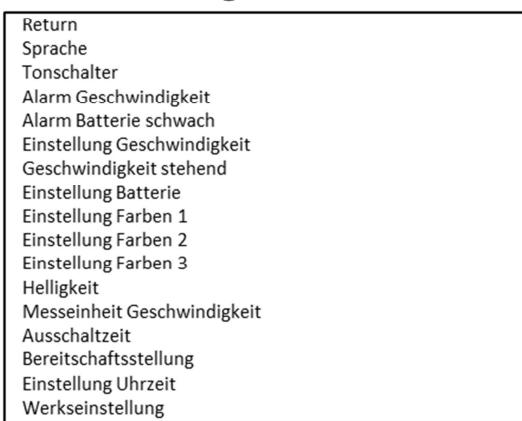 Return
Sprache
Tonschalter
Alarm Geschwindigkeit
Alarm Batterie schwach
Einstellung Geschwindigkeit
Geschwindigkeit stehend
Einstellung Batterie
Einstellung Farben 1
Einstellung Farben 2
Einstellung Farben 3
Helligkeit
Messeinheit Geschwindigkeit
Ausschaltzeit
Bereitschaftsstellung
Einstellung Uhrzeit
Werkseinstellung